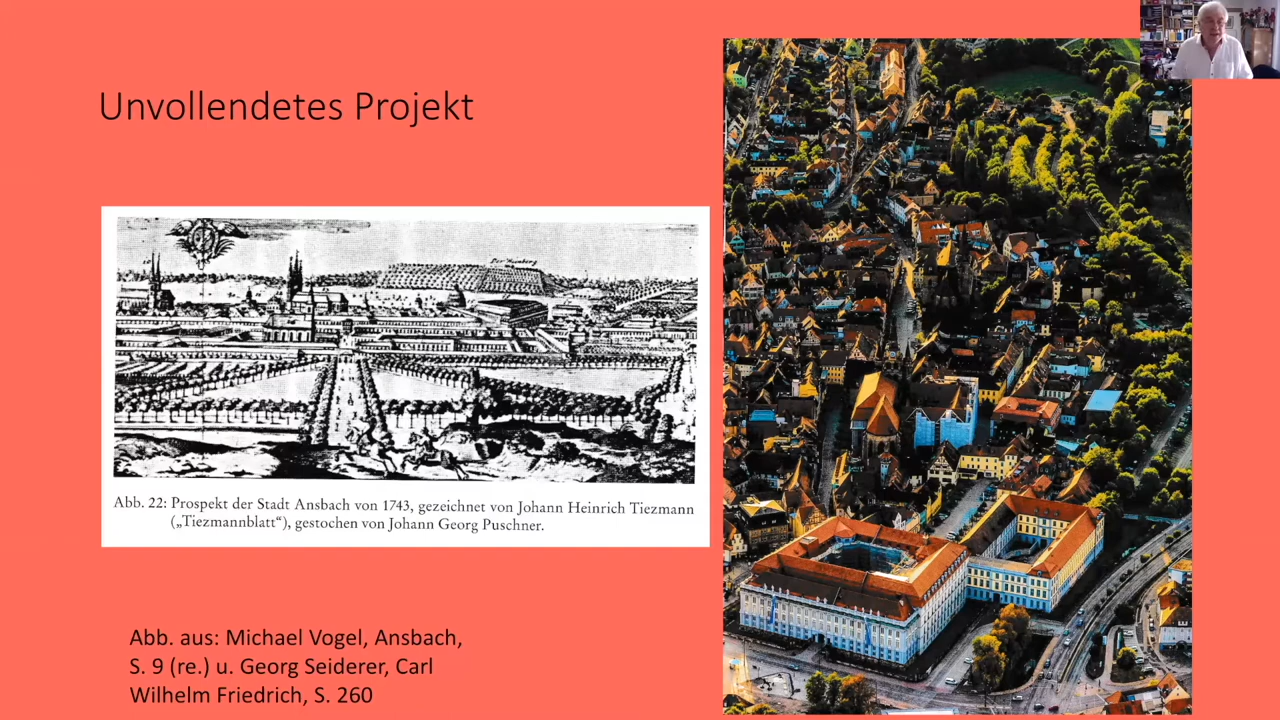 Unvollendetes Projekt
Der Weinberg
Abb. 22: Prospekt der Stadt Ansbach von 1743, gezeichnet von Johann Heinrich Tiezmann
(„Tiezmannblatt“), gestochen von Johann Georg Puschner.
Abb. aus: Michael Vogel, Ansbach,
S. 9 (re.) u. Georg Seiderer, Carl
Wilhelm Friedrich, S. 260